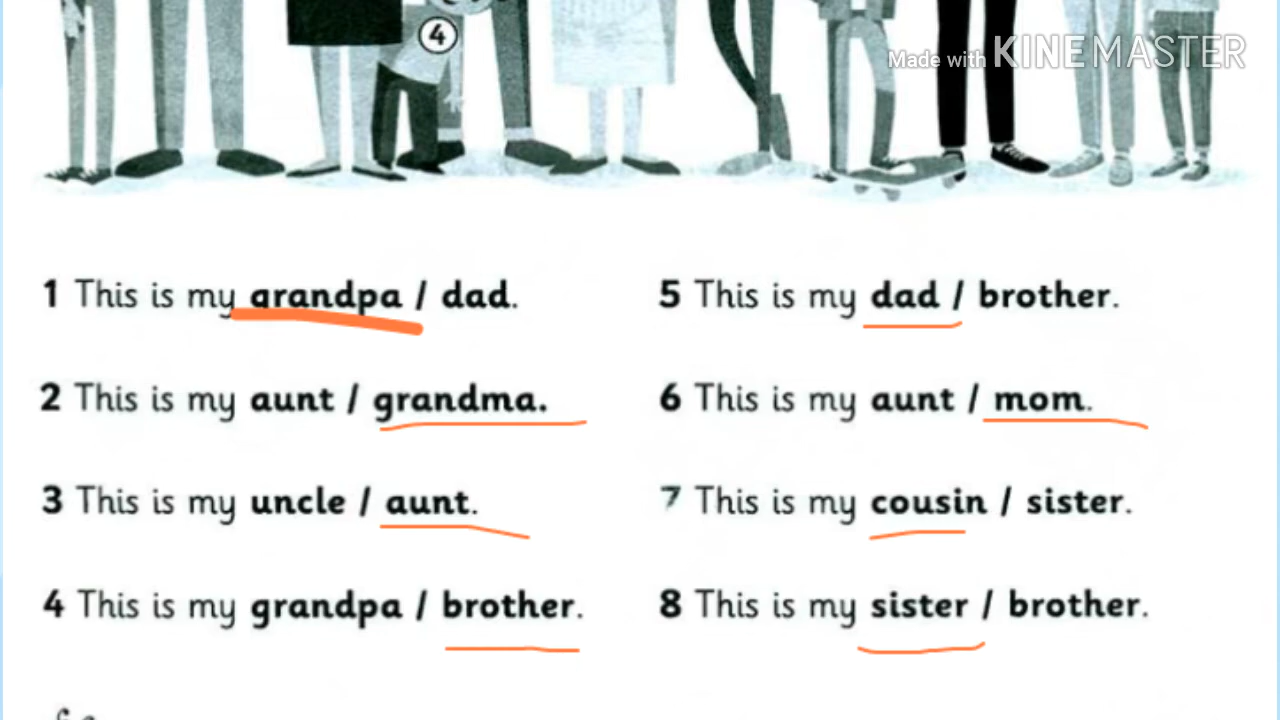 4
Made with KINEMASTER
1 This is my grandpa / dad.
2 This is my aunt / grandma.
3 This is my uncle / aunt.
4 This is my grandpa / brother.
5 This is my dad / brother.
6 This is my aunt / mom.
7 This is my cousin / sister.
8 This is my sister / brother.